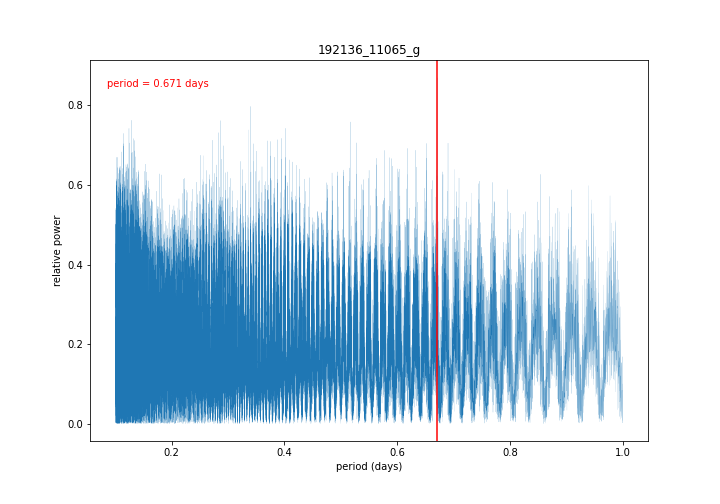 192136_11065_g
period = 0.671 days
relative power
0.8
0.6
0.4
0.2
0.0
0.2 0.4 0.6 0.8 1.0
period (days)